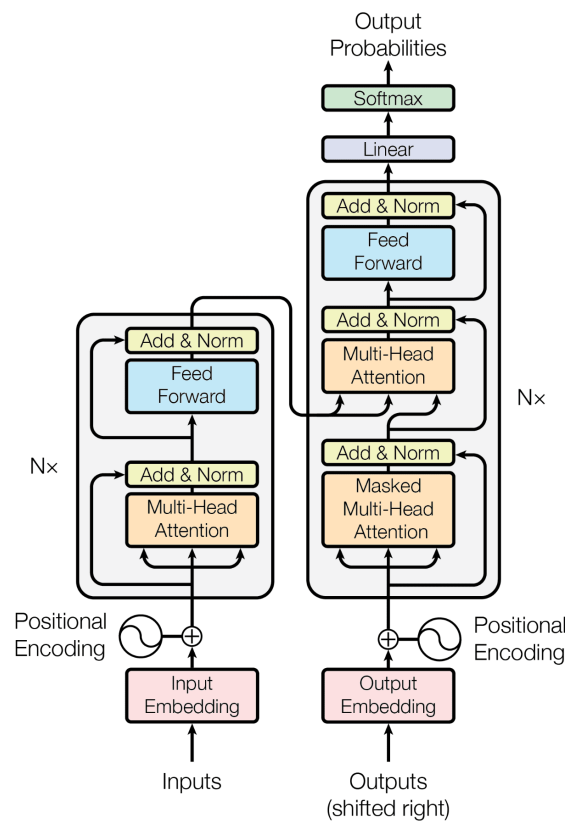 Output
Probabilities
Softmax
Linear
Add & Norm
Feed
Forward
Add & Norm
Multi-Head
Attention
Add & Norm
Masked
Multi-Head
Attention
Nx
Add & Norm
Feed
Forward
Add & Norm
Multi-Head
Attention
Nx
Positional
Encoding
Positional
Encoding
Input
Embedding
Output
Embedding
Inputs
Outputs
(shifted right)